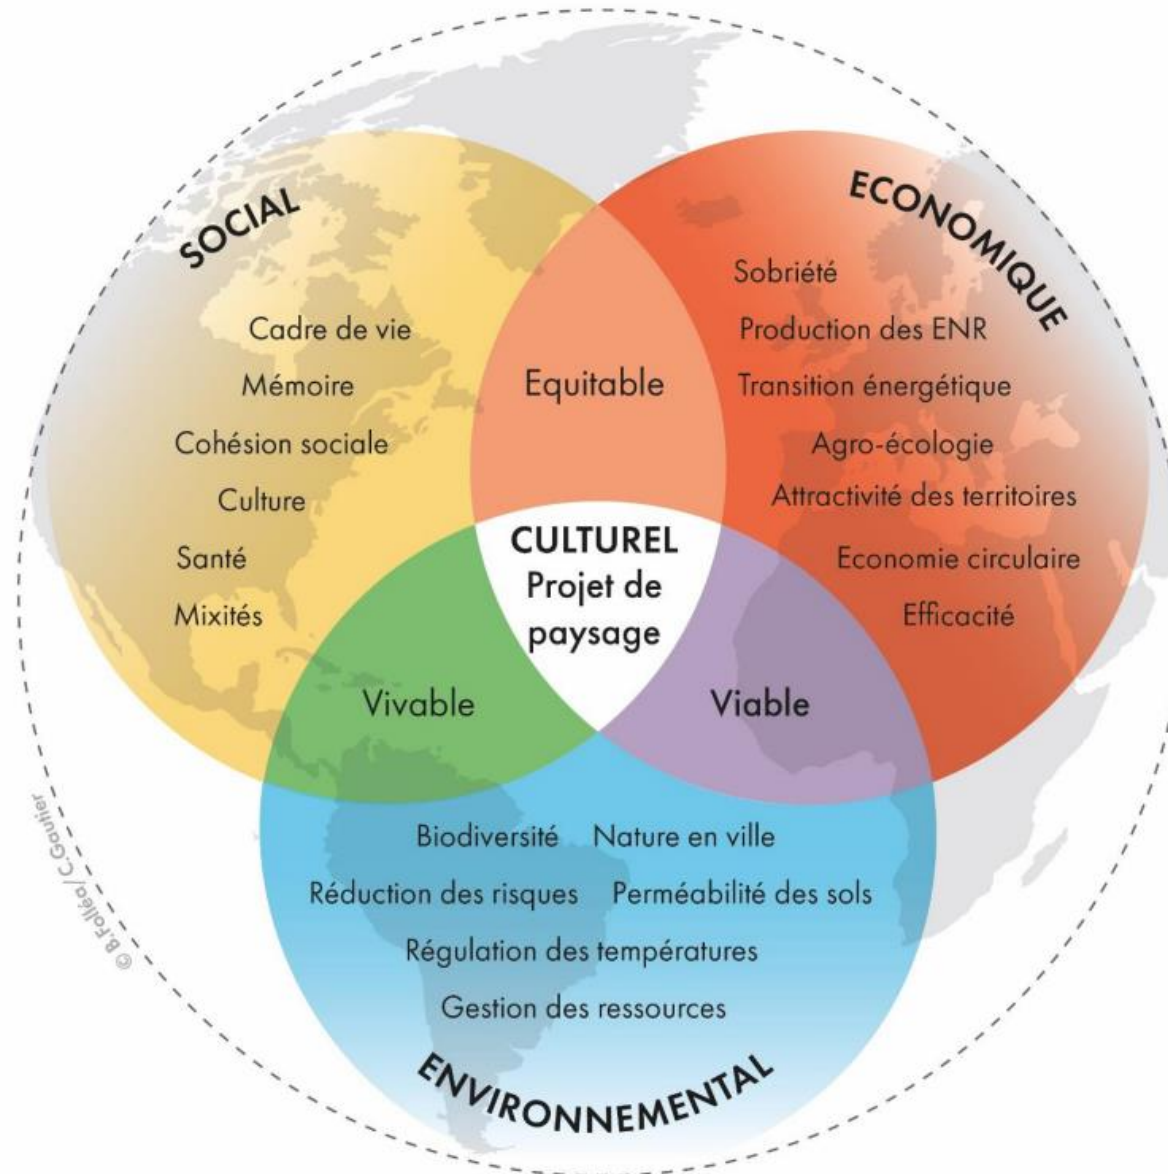 SOCIAL
Cadre de vie
Mémoire
Cohésion sociale
Culture
Santé
Mixités
ECONOMIQUE
Sobriété
Production des ENR
Transition énergétique
Agro-écologie
Attractivité des territoires
Economie circulaire
Efficacité
Equitable
CULTUREL
Projet de
paysage
Vivable
Viable
Biodiversité
Nature en ville
Réduction des risques
Perméabilité des sols
Régulation des températures
Gestion des ressources
ENVIRONNEMENTAL
© B.Folléa/C.Gautier